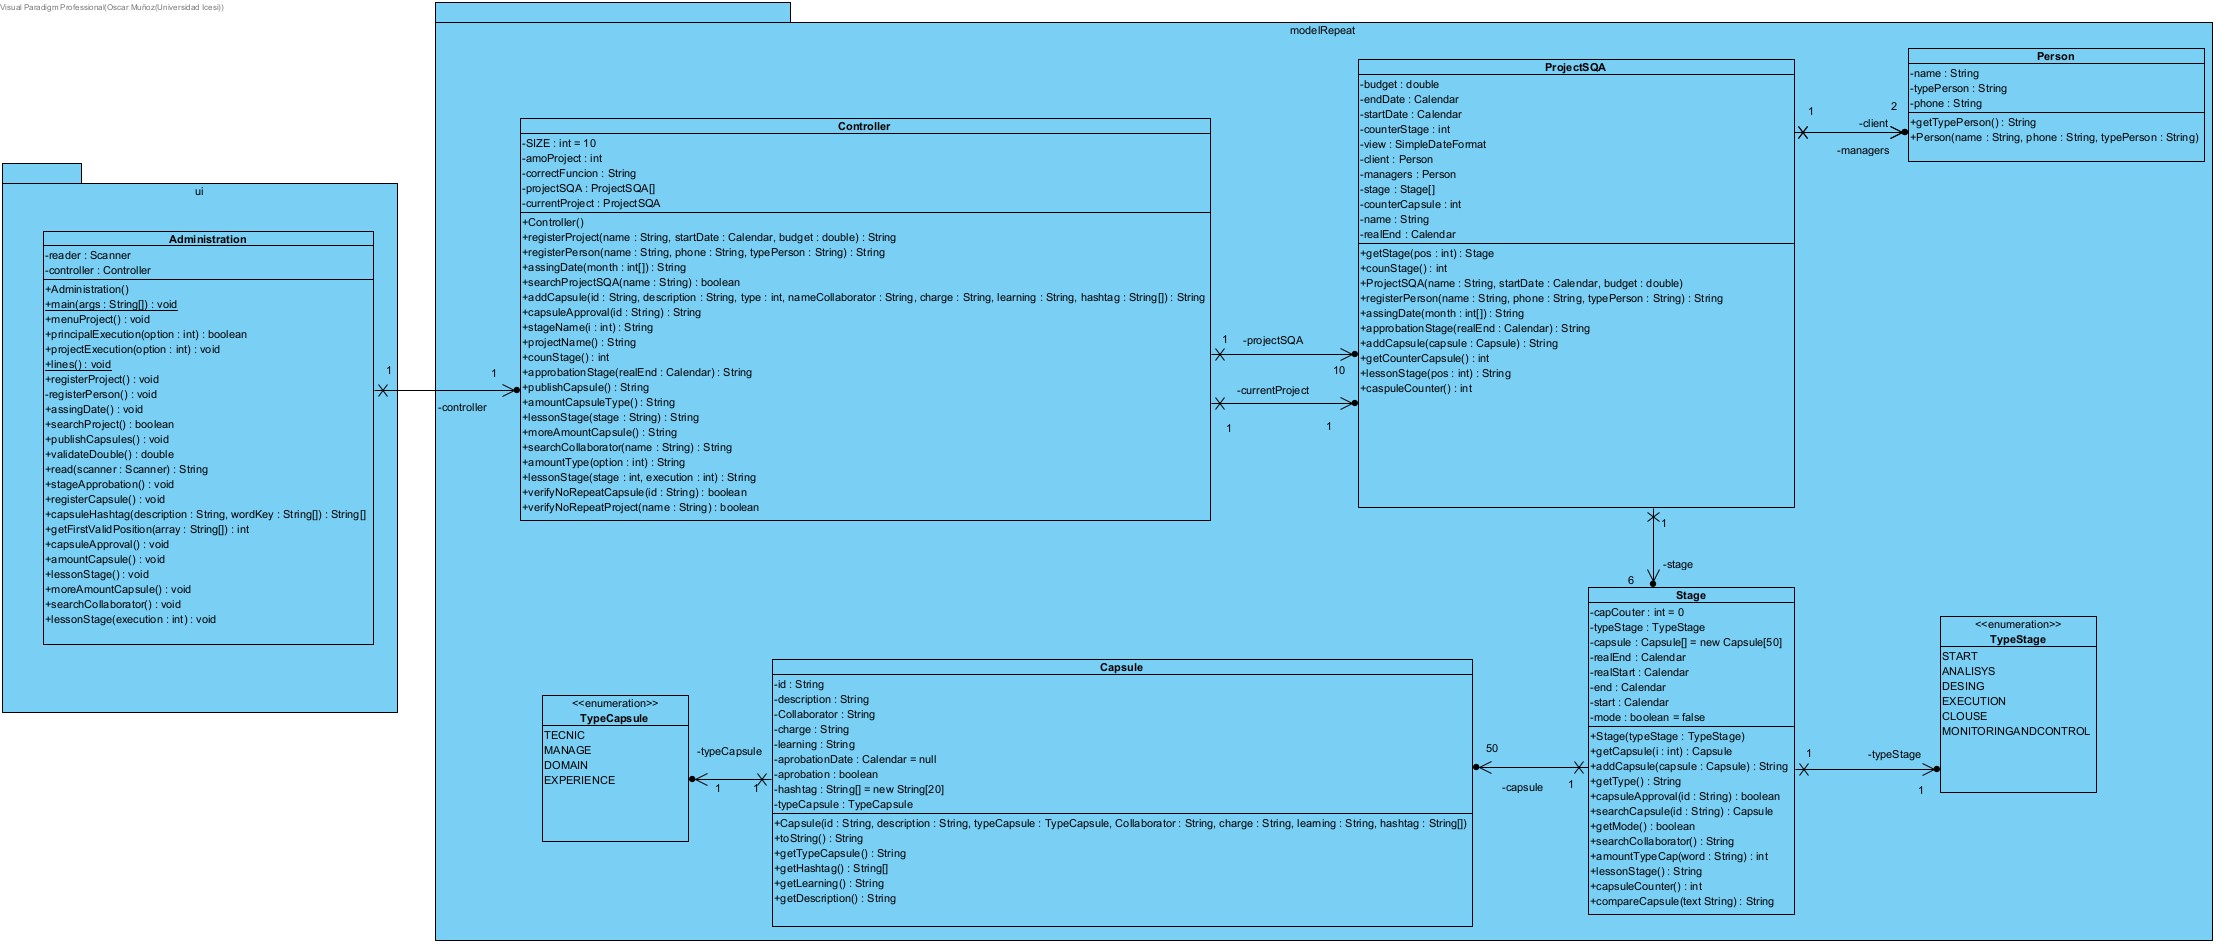 Visual Paradigm Professional(Oscar Muñoz(Universidad Icesi))
ui
Administration
-reader : Scanner
-controller : Controller
+Administration()
+main(args : String[]) : void
+menuProject() : void
+principalExecution(option : int) : boolean
+projectExecution(option : int) : void
+lines() : void
+registerProject() : void
-registerPerson() : void
+assingDate() : void
+searchProject() : boolean
+publishCapsules() : void
+validateDouble() : double
+read(scanner : Scanner) : String
+stageApprobation() : void
+registerCapsule() : void
+capsuleHashtag(description : String, wordKey : String[]) : String[]
+getFirstValidPosition(array : String[]) : int
+capsuleApproval() : void
+amountCapsule() : void
+lessonStage() : void
+moreAmountCapsule() : void
+searchCollaborator() : void
+lessonStage(execution : int) : void
1
1
-controller
modelRepeat
Controller
-SIZE : int = 10
-amoProject : int
-correctFuncion : String
-projectSQA : ProjectSQA[]
-currentProject : ProjectSQA
+Controller()
+registerProject(name : String, startDate : Calendar, budget : double) : String
+registerPerson(name : String, phone : String, typePerson : String) : String
+assingDate(month : int[]) : String
+searchProjectSQA(name : String) : boolean
+addCapsule(id : String, description : String, type : int, nameCollaborator : String, charge : String, learning : String, hashtag : String[]) : String
+capsuleApproval(id : String) : String
+stageName(i : int) : String
+projectName() : String
+counStage() : int
+approbationStage(realEnd : Calendar) : String
+publishCapsule() : String
+amountCapsuleType() : String
+lessonStage(stage : String) : String
+moreAmountCapsule() : String
+searchCollaborator(name : String) : String
+amountType(option : int) : String
+lessonStage(stage : int, execution : int) : String
+verifyNoRepeatCapsule(id : String) : boolean
+verifyNoRepeatProject(name : String) : boolean
1
-projectSQA
10
-currentProject
1
1
ProjectSQA
-budget : double
-endDate : Calendar
-startDate : Calendar
-counterStage : int
-view : SimpleDateFormat
-client : Person
-managers : Person
-stage : Stage[]
-counterCapsule : int
-name : String
-realEnd : Calendar
+getStage(pos : int) : Stage
+counStage() : int
+ProjectSQA(name : String, startDate : Calendar, budget : double)
+registerPerson(name : String, phone : String, typePerson : String) : String
+assingDate(month : int[]) : String
+approbationStage(realEnd : Calendar) : String
+addCapsule(capsule : Capsule) : String
+getCounterCapsule() : int
+lessonStage(pos : int) : String
+caspuleCounter() : int
1
2
-client
-managers
Person
-name : String
-typePerson : String
-phone : String
+getTypePerson() : String
+Person(name : String, phone : String, typePerson : String)
1
-stage
6
Stage
-capCouter : int = 0
-typeStage : TypeStage
-capsule : Capsule[] = new Capsule[50]
-realEnd : Calendar
-realStart : Calendar
-end : Calendar
-start : Calendar
-mode : boolean = false
+Stage(typeStage : TypeStage)
+getCapsule(i : int) : Capsule
+addCapsule(capsule : Capsule) : String
+getType() : String
+capsuleApproval(id : String) : boolean
+searchCapsule(id : String) : Capsule
+getMode() : boolean
+searchCollaborator() : String
+amountTypeCap(word : String) : int
+lessonStage() : String
+capsuleCounter() : int
+compareCapsule(text String) : String
1
-typeStage
1
<<enumeration>>
TypeStage
START
ANALISYS
DESING
EXECUTION
CLOUSE
MONITORINGANDCONTROL
50
-capsule
1
Capsule
-id : String
-description : String
-Collaborator : String
-charge : String
-learning : String
-aprobationDate : Calendar = null
-aprobation : boolean
-hashtag : String[] = new String[20]
-typeCapsule : TypeCapsule
+Capsule(id : String, description : String, typeCapsule : TypeCapsule, Collaborator : String, charge : String, learning : String, hashtag : String[])
+toString() : String
+getTypeCapsule() : String
+getHashtag() : String[]
+getLearning() : String
+getDescription() : String
-typeCapsule
1
1
<<enumeration>>
TypeCapsule
TECNIC
MANAGE
DOMAIN
EXPERIENCE